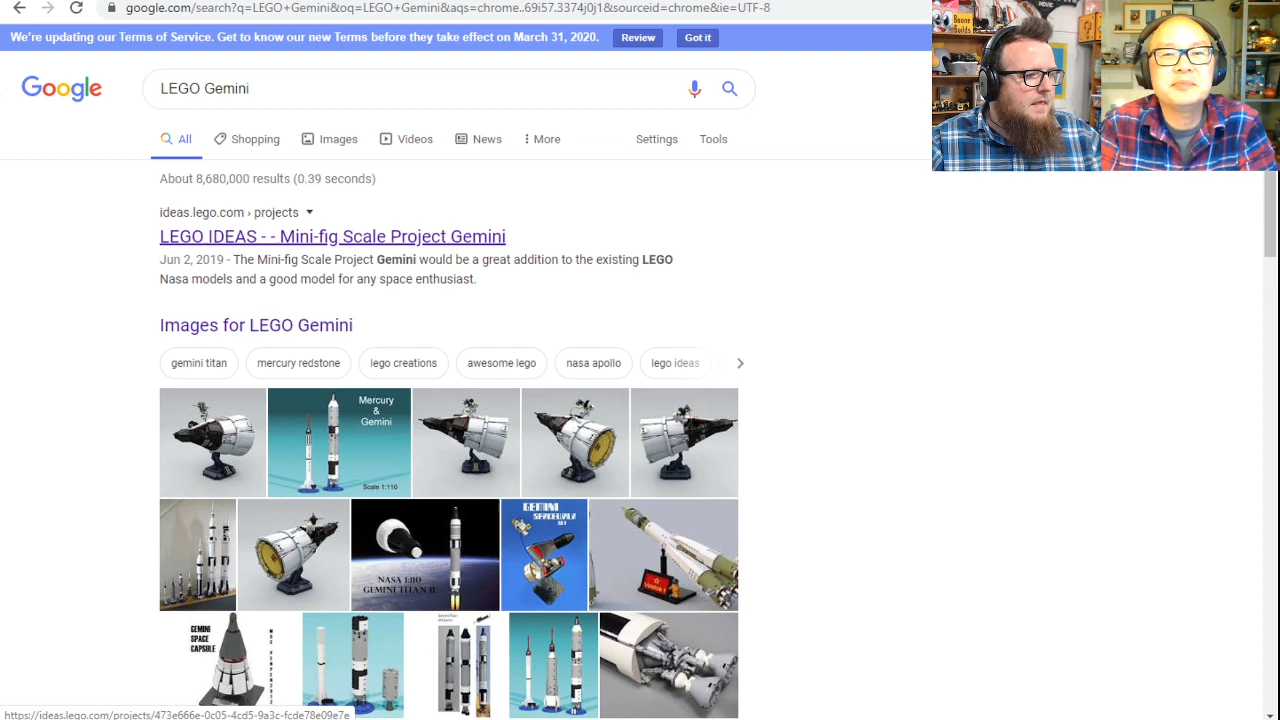 google.com/search?q=LEGO+Gemini&oq=LEGO+Gemini&aqs=chrome..69i57.3374j0j1&sourceid=chrome&ie=UTF-8
We're updating our Terms of Service. Get to know our new Terms before they take effect on March 31, 2020. Review Got it
Google LEGO Gemini
All Shopping Images Videos News More Settings Tools
About 8,680,000 results (0.39 seconds)
ideas.lego.com › projects
LEGO IDEAS - - Mini-fig Scale Project Gemini
Jun 2, 2019 - The Mini-fig Scale Project Gemini would be a great addition to the existing LEGO
Nasa models and a good model for any space enthusiast.
Images for LEGO Gemini
gemini titan mercury redstone lego creations awesome lego nasa apollo lego ideas
Mercury
&
Gemini
Scale 1:110
NASA 1:110
GEMINI TITAN II
GEMINI
SPACEWALK
SET
GEMINI
SPACE
CAPSULE
https://ideas.lego.com/projects/473e666e-0c05-4cd5-9a3c-fcde78e09e7e
Boone
Builds
MOVIE